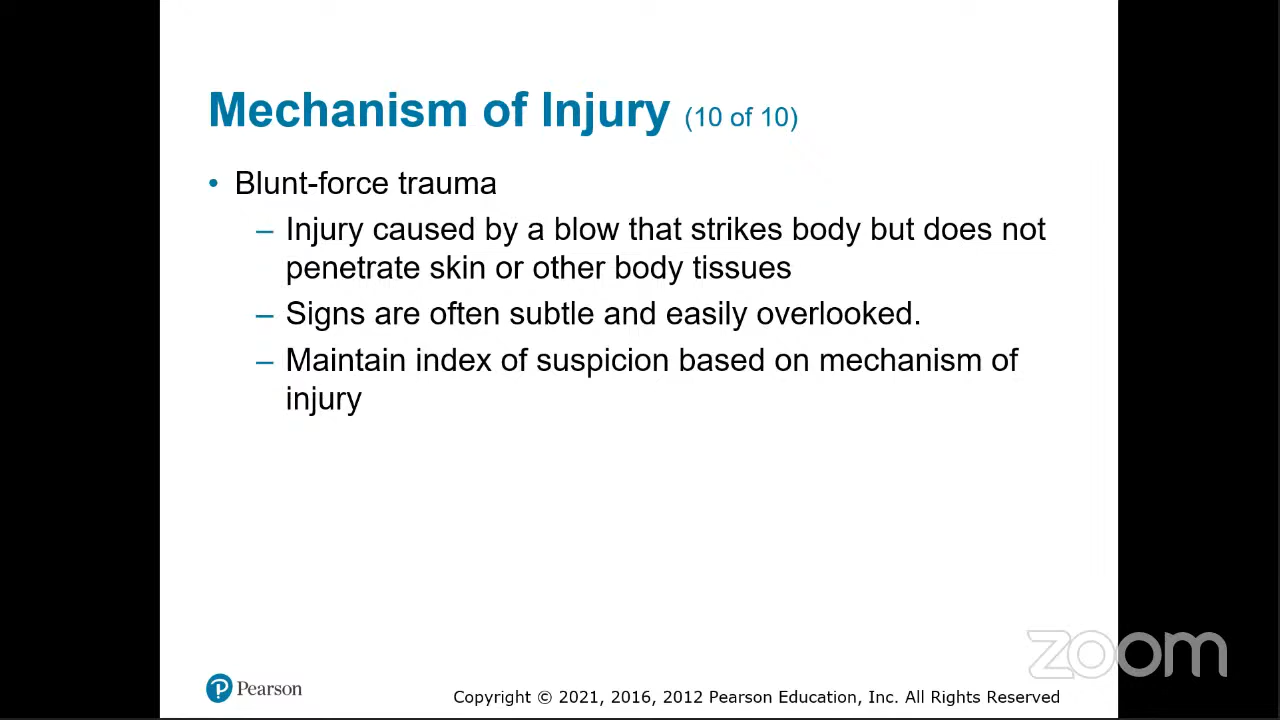 Mechanism of Injury (10 of 10)
• Blunt-force trauma
– Injury caused by a blow that strikes body but does not
penetrate skin or other body tissues
– Signs are often subtle and easily overlooked.
– Maintain index of suspicion based on mechanism of
injury
zoom
Pearson
Copyright © 2021, 2016, 2012 Pearson Education, Inc. All Rights Reserved